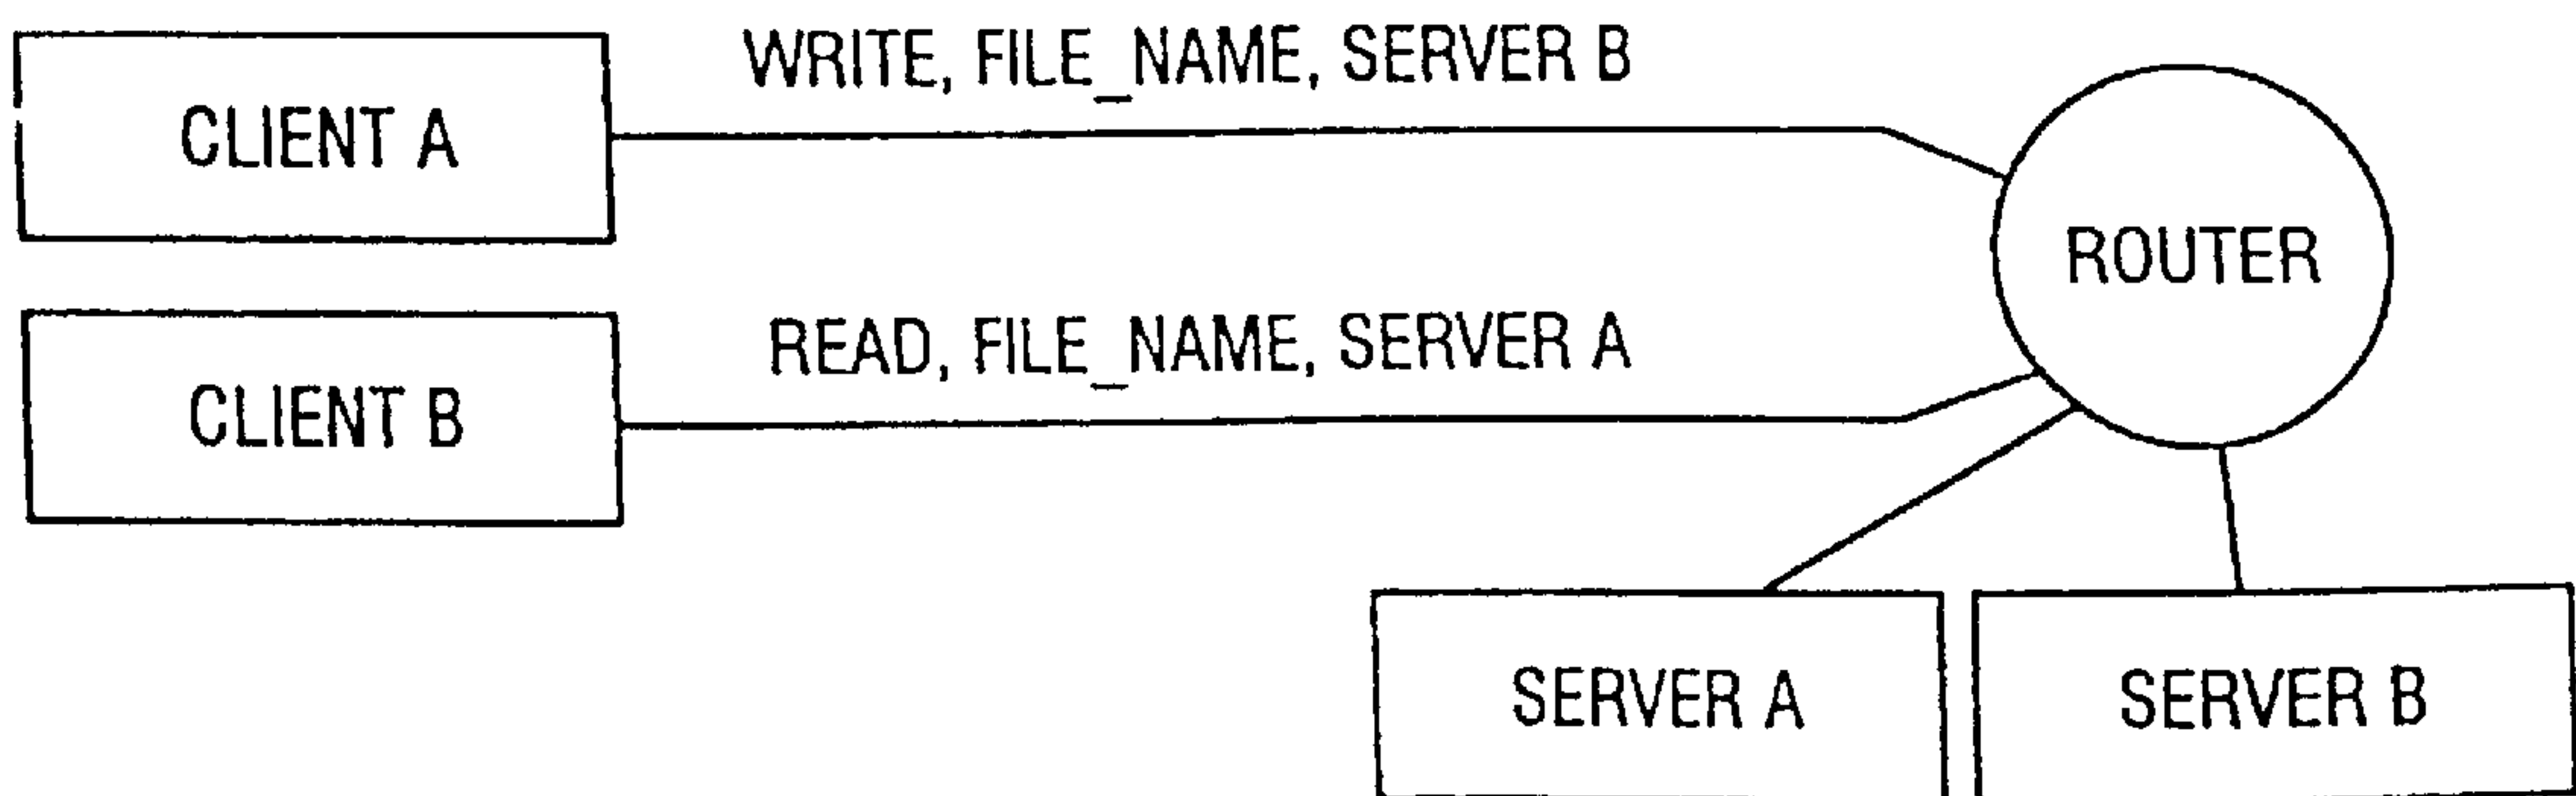 WRITE, FILE_NAME, SERVER B
CLIENT A
ROUTER
READ, FILE_NAME, SERVER A
CLIENT B
SERVER A
SERVER B